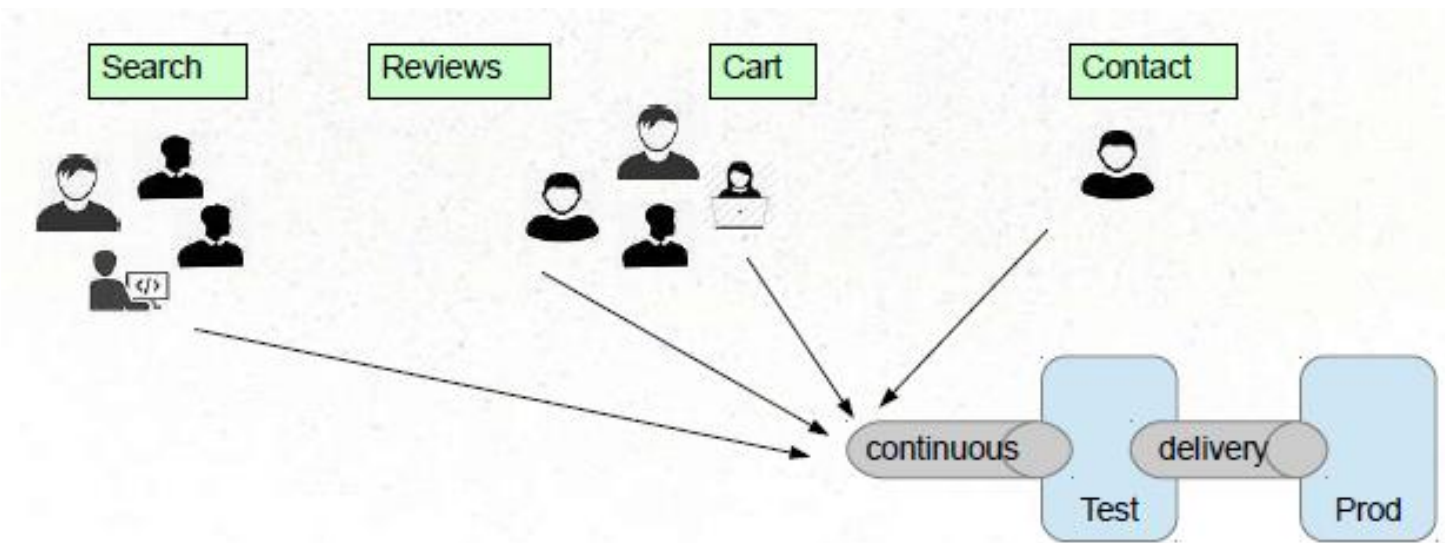 Search
Reviews
Cart
Contact
</>
continuous
delivery
Test
Prod